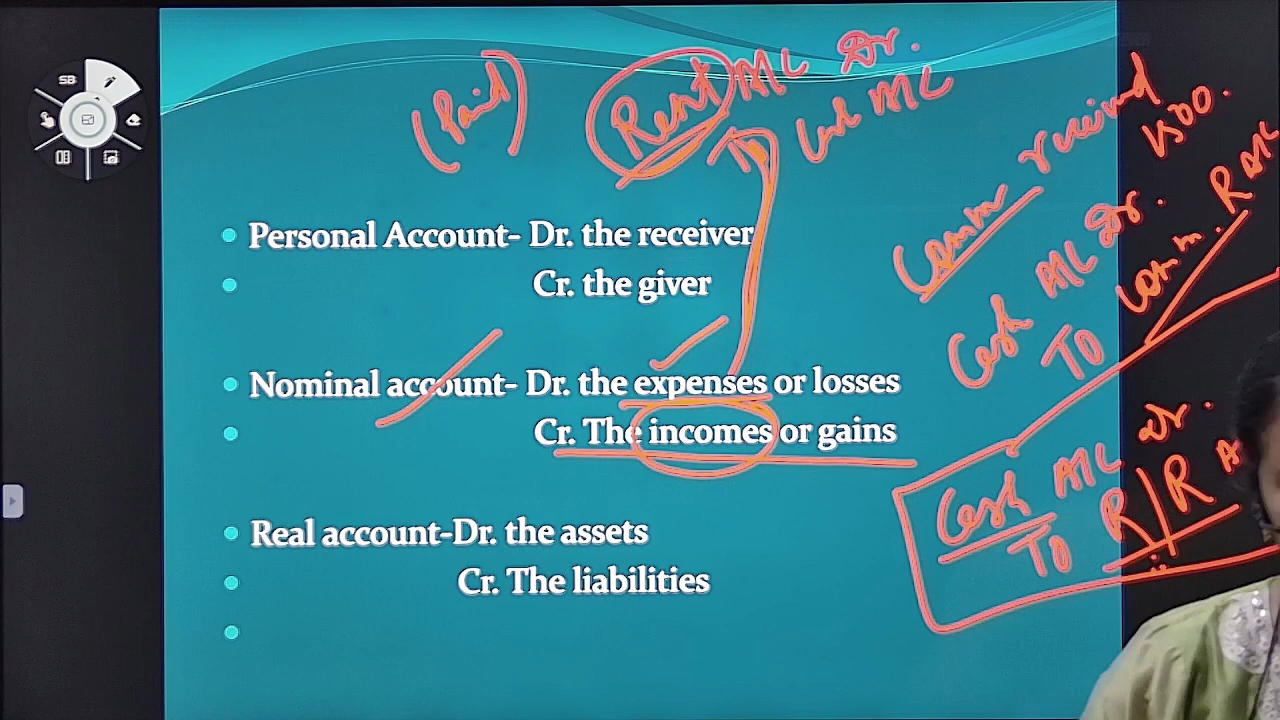 SB
(Paid) Rent A/C Dr.
To Cash A/C
Personal Account- Dr. the receiver
Cr. the giver
Nominal account- Dr. the expenses or losses
Cr. The incomes or gains
Real account-Dr. the assets
Cr. The liabilities
Comm received
1500.
Cash A/C Dr.
To Comm. R A/C
Cash A/C Dr.
To R/R A